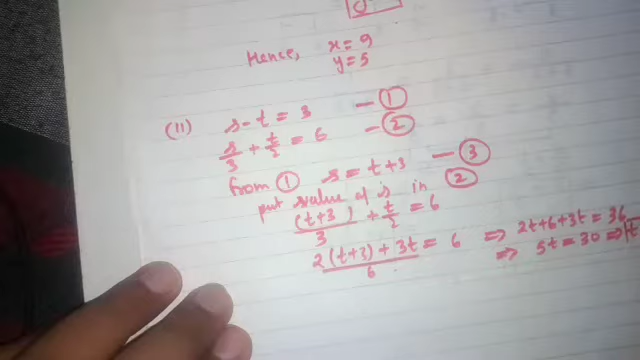 Hence, x = 9
y = 5
(II) s - t = 3 — ①
s/3 + t/2 = 6 — ②
from ① s = t+3 — ③
put value of s in ②
(t+3)/3 + t/2 = 6
2(t+3) + 3t/6 = 6 ⇒ 2t+6+3t = 36
⇒ 5t = 30 ⇒ t